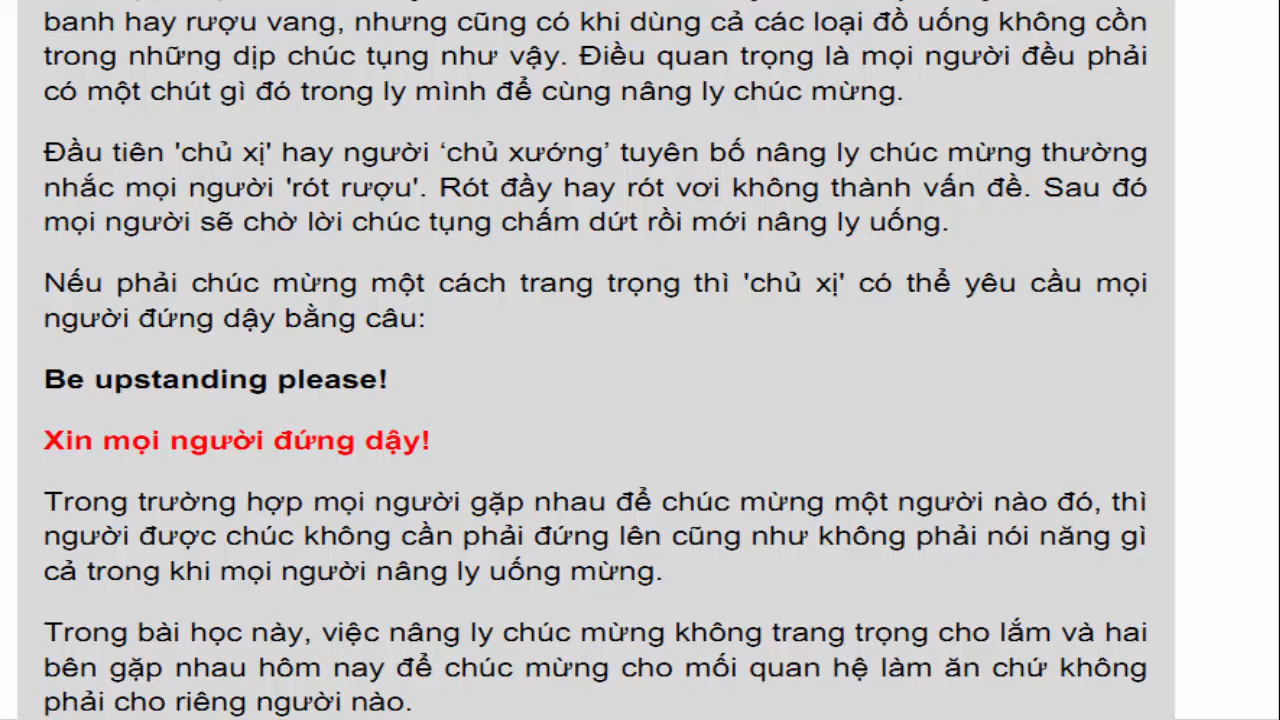 banh hay rượu vang, nhưng cũng có khi dùng cả các loại đồ uống không cồn
trong những dịp chúc tụng như vậy. Điều quan trọng là mọi người đều phải
có một chút gì đó trong ly mình để cùng nâng ly chúc mừng.
Đầu tiên 'chủ xị' hay người ‘chủ xướng’ tuyên bố nâng ly chúc mừng thường
nhắc mọi người 'rót rượu'. Rót đầy hay rót vơi không thành vấn đề. Sau đó
mọi người sẽ chờ lời chúc tụng chấm dứt rồi mới nâng ly uống.
Nếu phải chúc mừng một cách trang trọng thì 'chủ xị' có thể yêu cầu mọi
người đứng dậy bằng câu:
Be upstanding please!
Xin mọi người đứng dậy!
Trong trường hợp mọi người gặp nhau để chúc mừng một người nào đó, thì
người được chúc không cần phải đứng lên cũng như không phải nói năng gì
cả trong khi mọi người nâng ly uống mừng.
Trong bài học này, việc nâng ly chúc mừng không trang trọng cho lắm và hai
bên gặp nhau hôm nay để chúc mừng cho mối quan hệ làm ăn chứ không
phải cho riêng người nào.